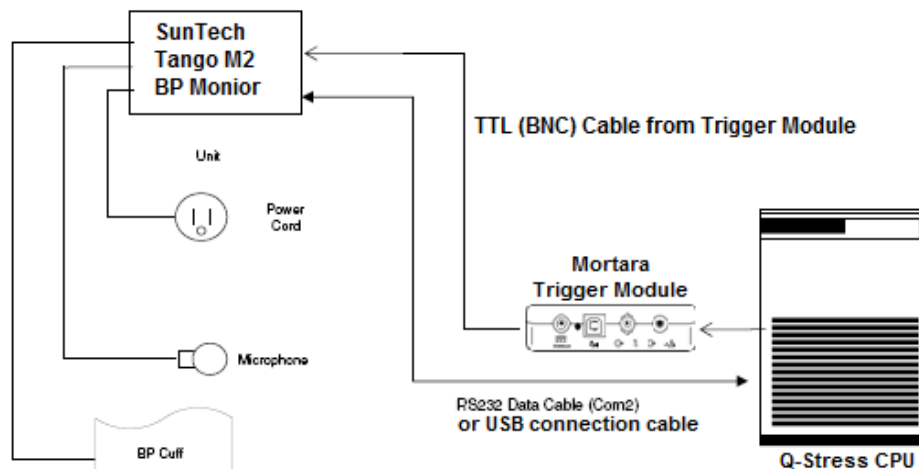 SunTech
Tango M2
BP Monior
TTL (BNC) Cable from Trigger Module
Unit
Power
Cord
Mortara
Trigger Module
Microphone
RS232 Data Cable (Com2)
or USB connection cable
BP Cuff
Q-Stress CPU